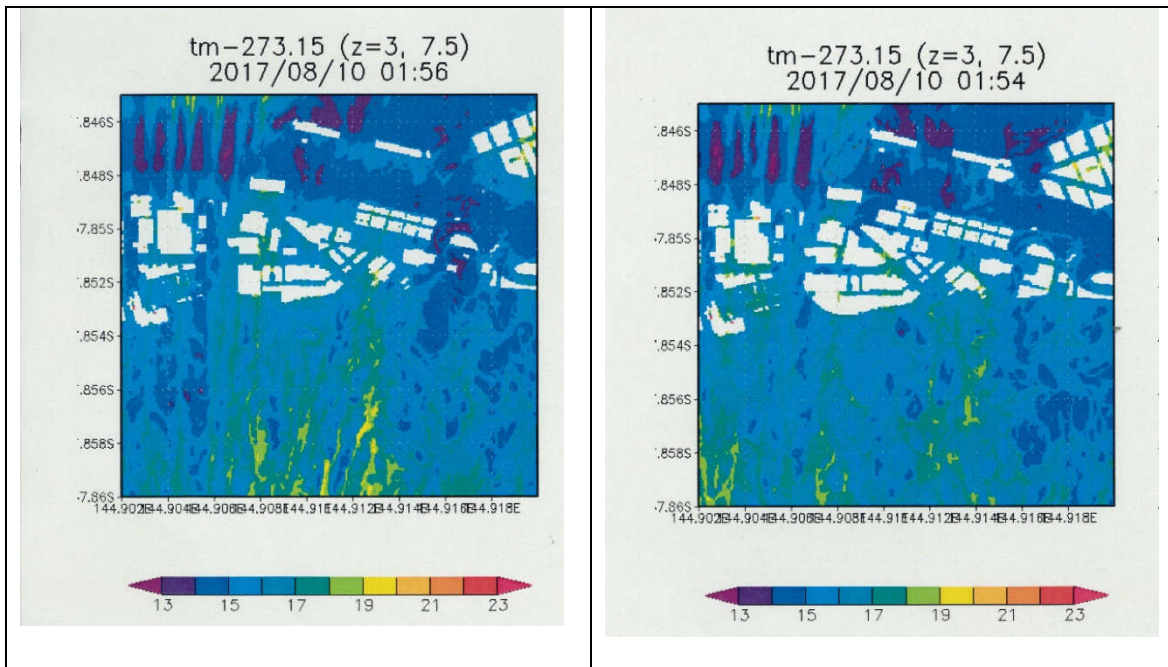 tm-273.15 (z=3, 7.5)
2017/08/10 01:56
.846S
.848S
7.85S
.852S
.854S
.856S
.858S
7.86S
13 15 17 19 21 23
tm-273.15 (z=3, 7.5)
2017/08/10 01:54
.846S
.848S
7.85S
.852S
.854S
.856S
.858S
7.86S
13 15 17 19 21 23